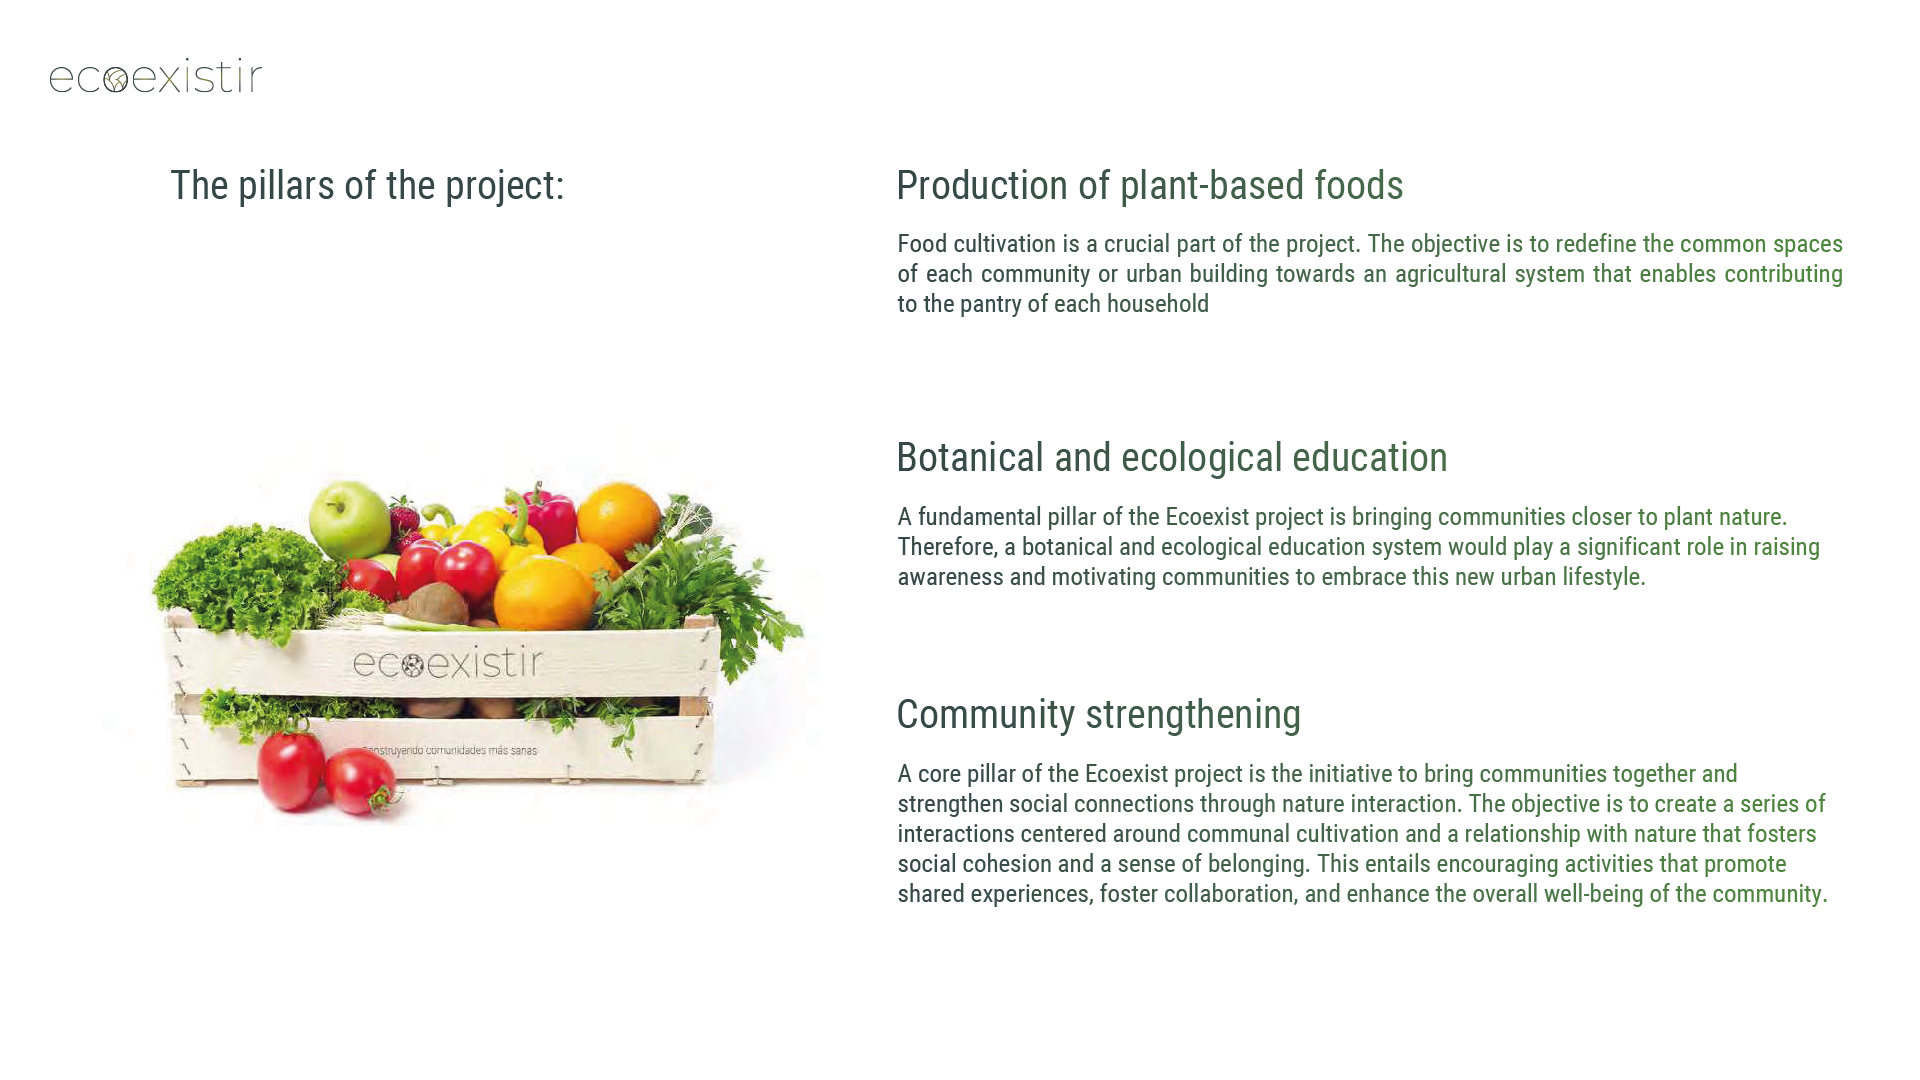 ecoexistir
The pillars of the project:
ecoexistir
Construyendo comunidades más sanas
Production of plant-based foods
Food cultivation is a crucial part of the project. The objective is to redefine the common spaces
of each community or urban building towards an agricultural system that enables contributing
to the pantry of each household
Botanical and ecological education
A fundamental pillar of the Ecoexist project is bringing communities closer to plant nature.
Therefore, a botanical and ecological education system would play a significant role in raising
awareness and motivating communities to embrace this new urban lifestyle.
Community strengthening
A core pillar of the Ecoexist project is the initiative to bring communities together and
strengthen social connections through nature interaction. The objective is to create a series of
interactions centered around communal cultivation and a relationship with nature that fosters
social cohesion and a sense of belonging. This entails encouraging activities that promote
shared experiences, foster collaboration, and enhance the overall well-being of the community.